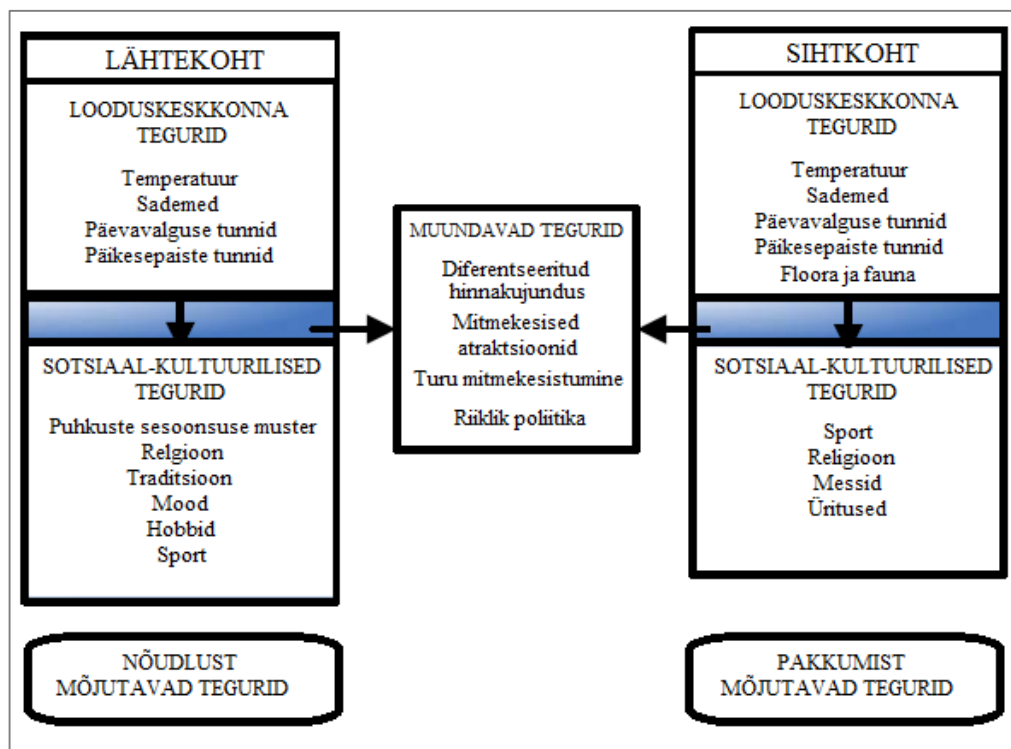 LÄHTEKOHT
LOODUSKESKKONNA
TEGURID
Temperatuur
Sademed
Päevavalguse tunnid
Päikesepaiste tunnid
SOTSIAAL-KULTUURILISED
TEGURID
Puhkuste sesoonsuse muster
Relgioon
Traditsioon
Mood
Hobbid
Sport
NÕUDLUST
MÕJUTAVAD TEGURID
MUUNDAVAD TEGURID
Diferentseeritud
hinnakujundus
Mitmekesised
atraktsioonid
Turu mitmekesistumine
Riiklik poliitika
SIHTKOHT
LOODUSKESKKONNA
TEGURID
Temperatuur
Sademed
Päevavalguse tunnid
Päikesepaiste tunnid
Floora ja fauna
SOTSIAAL-KULTUURILISED
TEGURID
Sport
Religioon
Messid
Üritused
PAKKUMIST
MÕJUTAVAD TEGURID